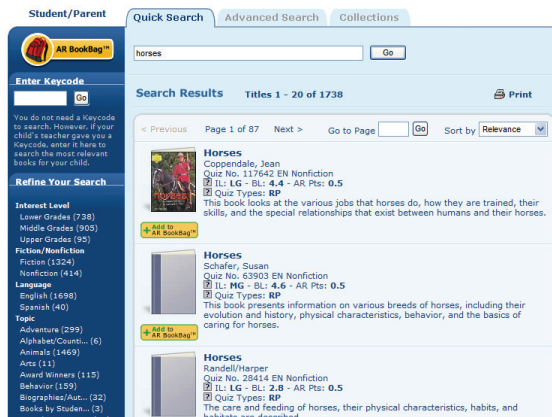 Student/Parent
Quick Search
Advanced Search
Collections
AR BookBag™
horses
Go
Enter Keycode
Go
Search Results
Titles 1 - 20 of 1738
Print
You do not need a Keycode
to search. However, if your
child's teacher gave you a
Keycode, enter it here to
search the most relevant
books for your child.
< Previous
Page 1 of 87
Next >
Go to Page
Go
Sort by
Relevance
Refine Your Search
Interest Level
Lower Grades (738)
Middle Grades (905)
Upper Grades (95)
Fiction/Nonfiction
Fiction (1324)
Nonfiction (414)
Language
English (1698)
Spanish (40)
Topic
Adventure (299)
Alphabet/Counti... (6)
Animals (1469)
Arts (11)
Award Winners (115)
Behavior (159)
Biographies/Aut... (32)
Books by Studen... (3)
Horses
Horses
Coppendale, Jean
Quiz No. 117642 EN Nonfiction
? IL: LG - BL: 4.4 - AR Pts: 0.5
? Quiz Types: RP
This book looks at the various jobs that horses do, how they are trained, their
skills, and the special relationships that exist between humans and their horses.
+ Add to
AR BookBag™
Horses
Schafer, Susan
Quiz No. 63903 EN Nonfiction
? IL: MG - BL: 4.6 - AR Pts: 0.5
? Quiz Types: RP
This book presents information on various breeds of horses, including their
evolution and history, physical characteristics, behavior, and the basics of
caring for horses.
+ Add to
AR BookBag™
Horses
Randell/Harper
Quiz No. 28414 EN Nonfiction
? IL: LG - BL: 2.8 - AR Pts: 0.5
? Quiz Types: RP
The care and feeding of horses, their physical characteristics, habits, and
habitats are described.